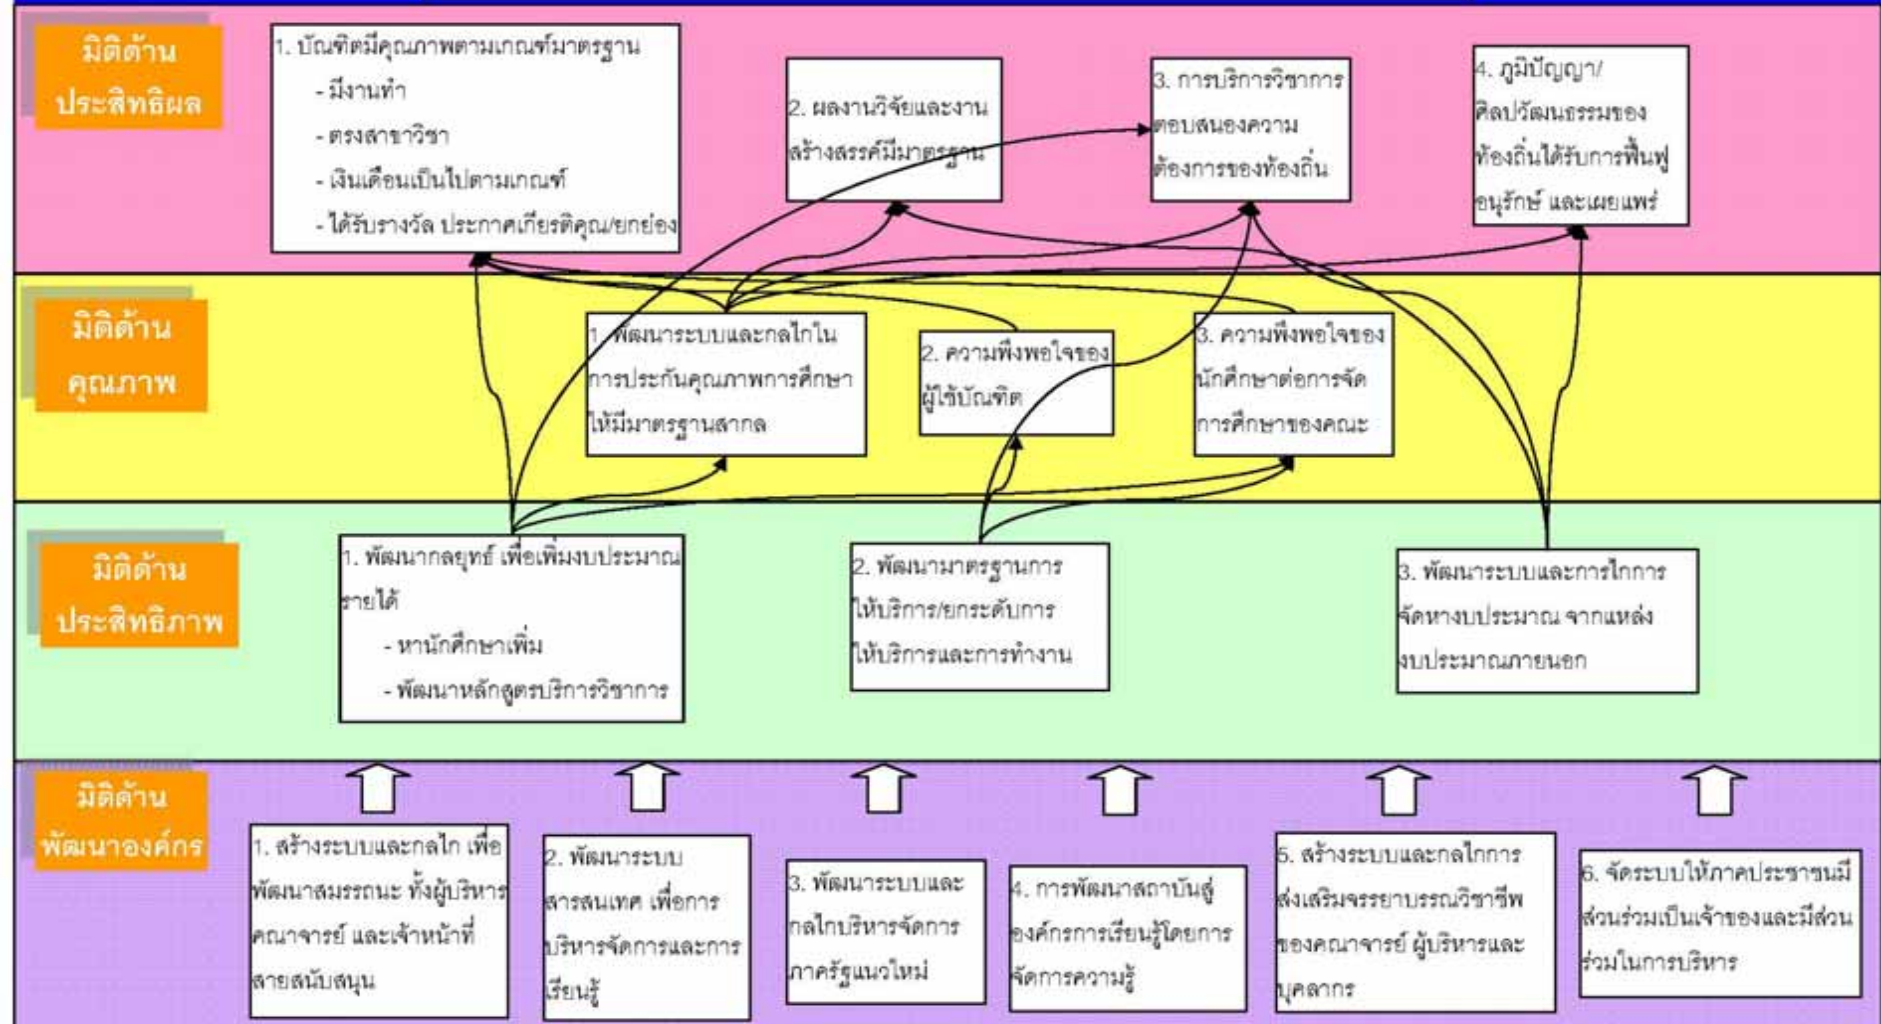 มิติด้าน
ประสิทธิผล
1. บัณฑิตมีคุณภาพตามเกณฑ์มาตรฐาน
- มีงานทำ
- ตรงสาขาวิชา
- เงินเดือนเป็นไปตามเกณฑ์
- ได้รับรางวัล ประกาศเกียรติคุณ/ยกย่อง
2. ผลงานวิจัยและงาน
สร้างสรรค์มีมาตรฐาน
3. การบริการวิชาการ
ตอบสนองความ
ต้องการของท้องถิ่น
4. ภูมิปัญญา/
ศิลปวัฒนธรรมของ
ท้องถิ่นได้รับการฟื้นฟู
อนุรักษ์ และเผยแพร่
มิติด้าน
คุณภาพ
1. พัฒนาระบบและกลไกใน
การประกันคุณภาพการศึกษา
ให้มีมาตรฐานสากล
2. ความพึงพอใจของ
ผู้ใช้บัณฑิต
3. ความพึงพอใจของ
นักศึกษาต่อการจัด
การศึกษาของคณะ
มิติด้าน
ประสิทธิภาพ
1. พัฒนากลยุทธ์ เพื่อเพิ่มงบประมาณ
รายได้
- หานักศึกษาเพิ่ม
- พัฒนาหลักสูตรบริการวิชาการ
2. พัฒนามาตรฐานการ
ให้บริการ/ยกระดับการ
ให้บริการและการทำงาน
3. พัฒนาระบบและการไกการ
จัดหางบประมาณ จากแหล่ง
งบประมาณภายนอก
มิติด้าน
พัฒนาองค์กร
1. สร้างระบบและกลไก เพื่อ
พัฒนาสมรรถนะ ทั้งผู้บริหาร
คณาจารย์ และเจ้าหน้าที่
สายสนับสนุน
2. พัฒนาระบบ
สารสนเทศ เพื่อการ
บริหารจัดการและการ
เรียนรู้
3. พัฒนาระบบและ
กลไกบริหารจัดการ
ภาครัฐแนวใหม่
4. การพัฒนาสถาบันสู่
องค์กรการเรียนรู้โดยการ
จัดการความรู้
5. สร้างระบบและกลไกการ
ส่งเสริมจรรยาบรรณวิชาชีพ
ของคณาจารย์ ผู้บริหารและ
บุคลากร
6. จัดระบบให้ภาคประชาชนมี
ส่วนร่วมเป็นเจ้าของและมีส่วน
ร่วมในการบริหาร